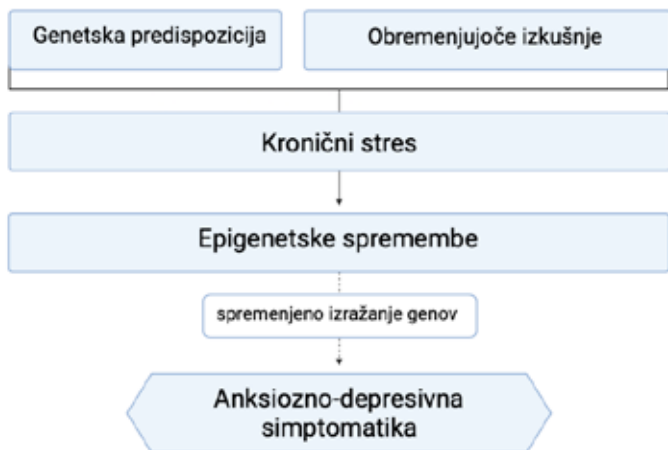 Genetska predispozicija
Obremenjujoče izkušnje
Kronični stres
Epigenetske spremembe
spremenjeno izražanje genov
Anksiozno-depresivna
simptomatika